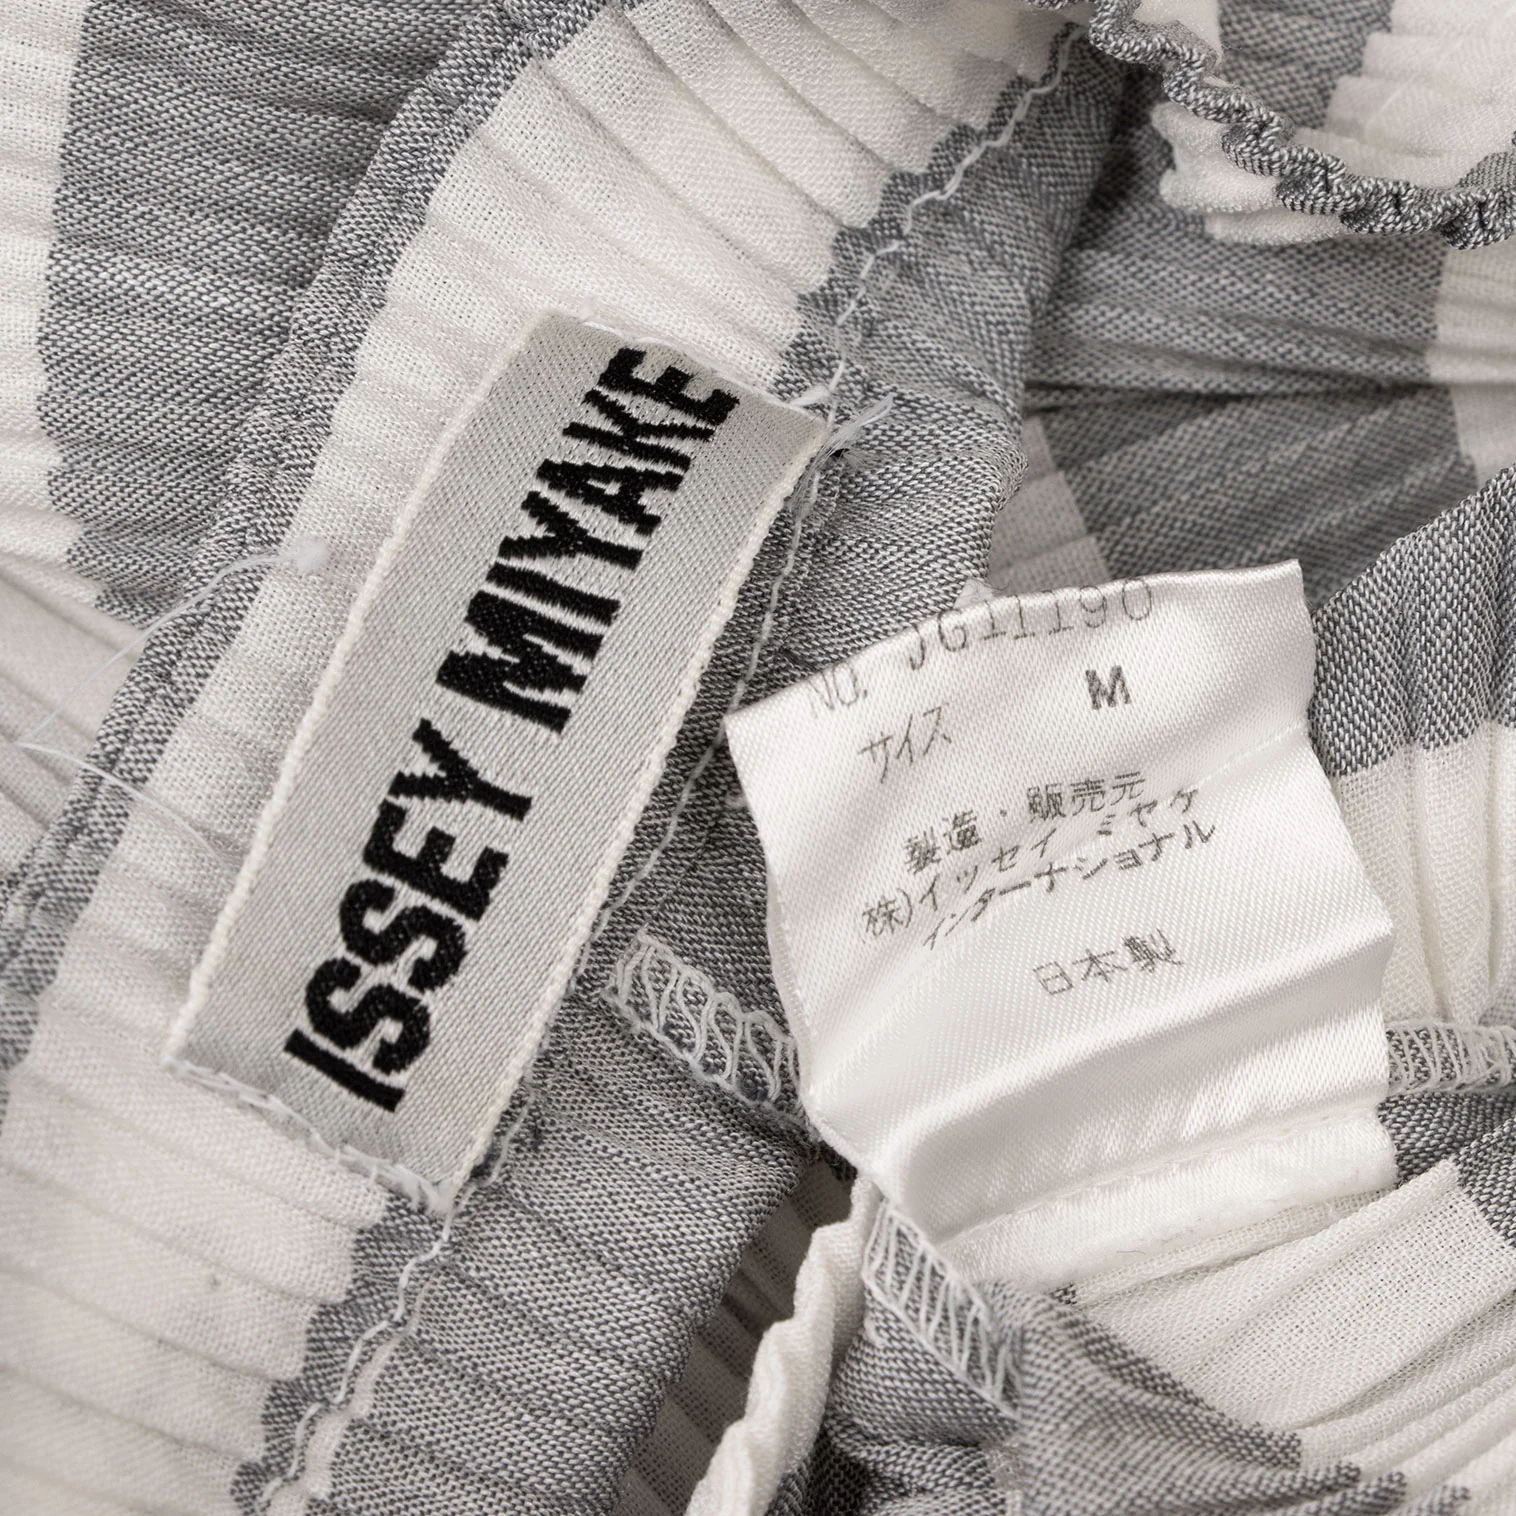 ISSEY MIYAKE
NO. JG11190
サイズ M
製造・販売元
(株)イッセイ ミヤケ
インターナショナル
日本製